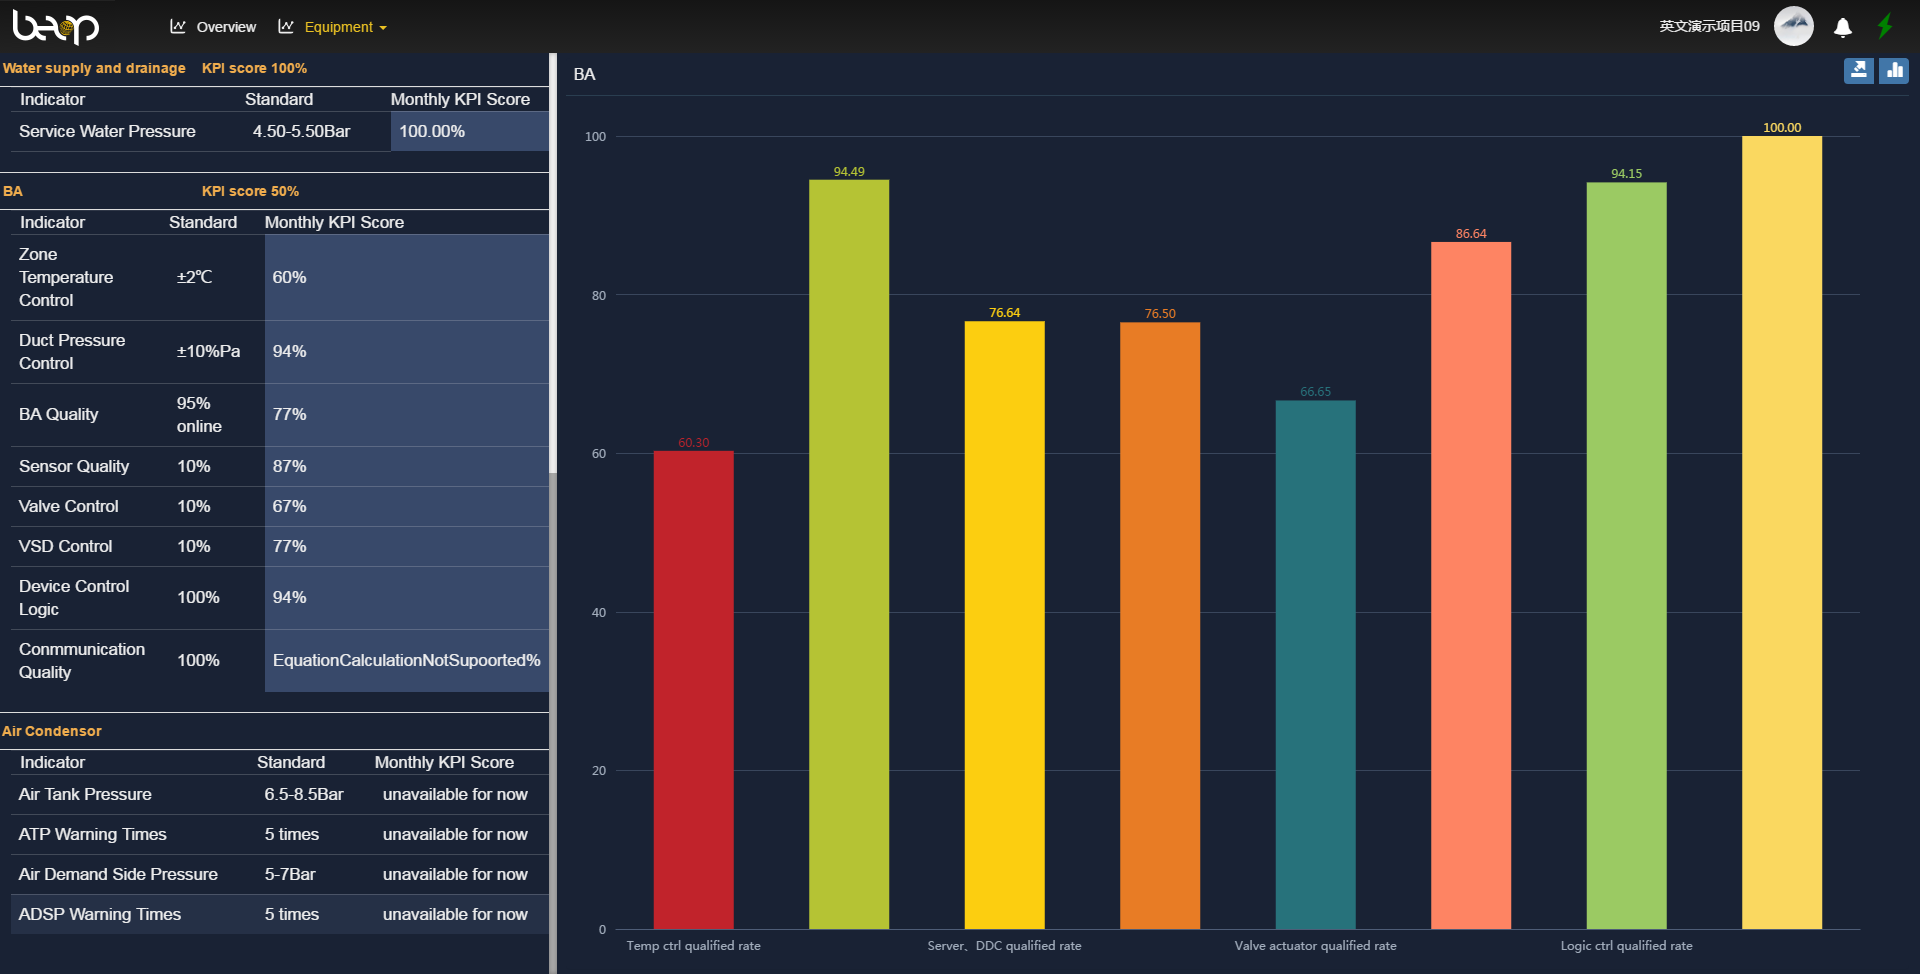 beop
Overview
Equipment
英文演示项目09
Water supply and drainage KPI score 100%
Indicator Standard Monthly KPI Score
Service Water Pressure 4.50-5.50Bar 100.00%
BA KPI score 50%
Indicator Standard Monthly KPI Score
Zone
Temperature
Control
±2℃
60%
Duct Pressure
Control
±10%Pa
94%
BA Quality
95%
online
77%
Sensor Quality 10% 87%
Valve Control 10% 67%
VSD Control 10% 77%
Device Control
Logic
100%
94%
Conmmunication
Quality
100%
EquationCalculationNotSupoorted%
Air Condensor
Indicator Standard Monthly KPI Score
Air Tank Pressure 6.5-8.5Bar unavailable for now
ATP Warning Times 5 times unavailable for now
Air Demand Side Pressure 5-7Bar unavailable for now
ADSP Warning Times 5 times unavailable for now
BA
100
80
60
40
20
0
60.30
94.49
76.64
76.50
66.65
86.64
94.15
100.00
Temp ctrl qualified rate
Server、DDC qualified rate
Valve actuator qualified rate
Logic ctrl qualified rate